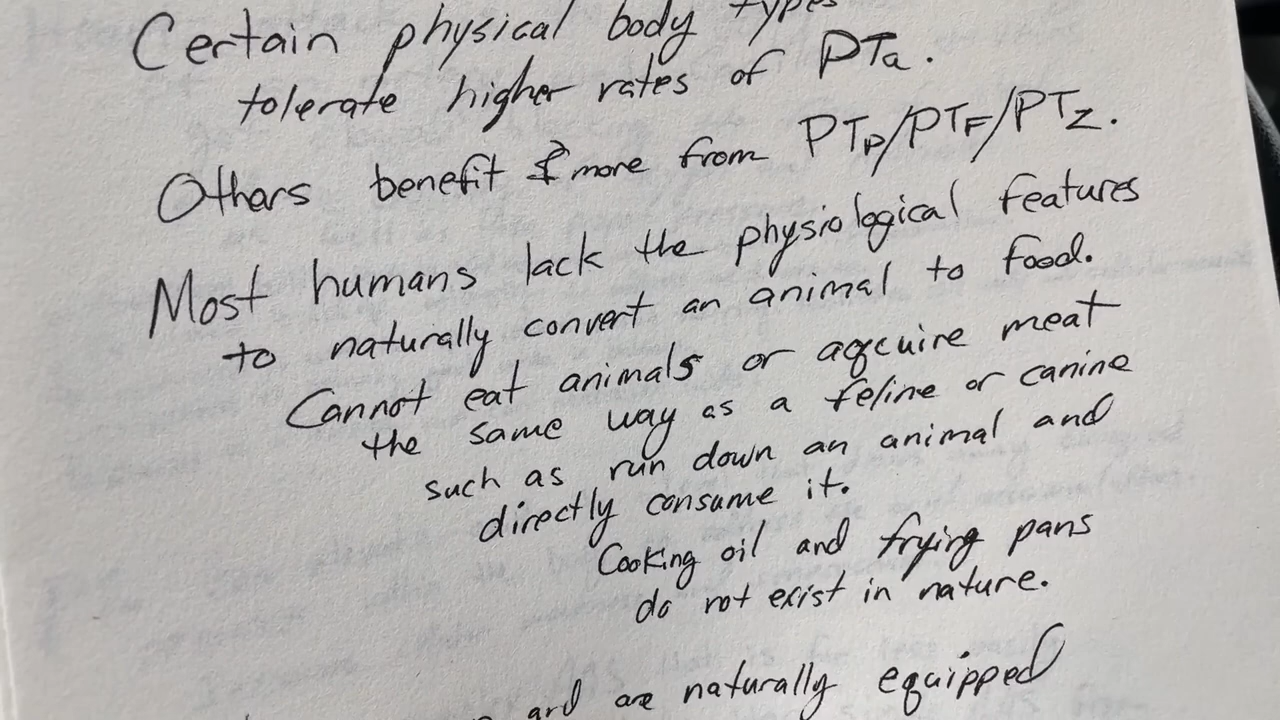 Certain physical body types
tolerate higher rates of PTa.
Others benefit more from PTP/PTF/PTZ.
Most humans lack the physiological features
to naturally convert an animal to food.
Cannot eat animals or aqcuire meat
the same way as a feline or canine
such as run down an animal and
directly consume it.
Cooking oil and frying pans
do not exist in nature.
and are naturally equipped